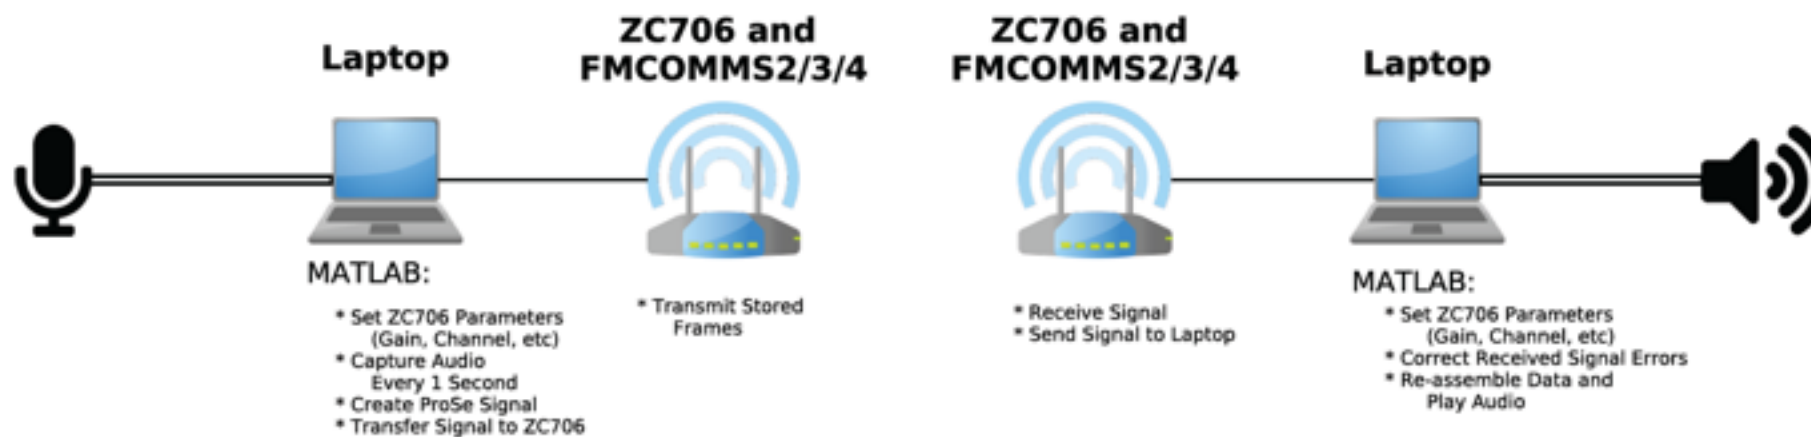 Laptop
MATLAB:
* Set ZC706 Parameters
(Gain, Channel, etc)
* Capture Audio
Every 1 Second
* Create ProSe Signal
* Transfer Signal to ZC706
ZC706 and
FMCOMMS2/3/4
* Transmit Stored
Frames
ZC706 and
FMCOMMS2/3/4
* Receive Signal
* Send Signal to Laptop
Laptop
MATLAB:
* Set ZC706 Parameters
(Gain, Channel, etc)
* Correct Received Signal Errors
* Re-assemble Data and
Play Audio